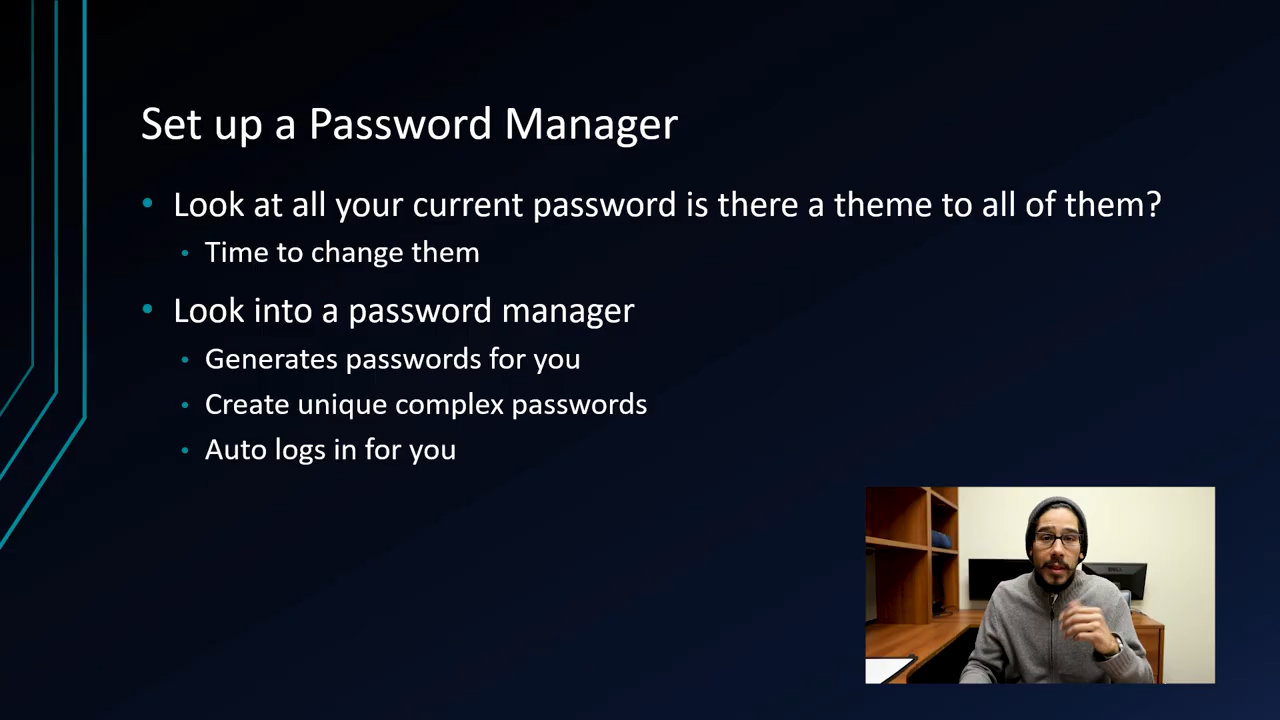 Set up a Password Manager
• Look at all your current password is there a theme to all of them?
• Time to change them
• Look into a password manager
• Generates passwords for you
• Create unique complex passwords
• Auto logs in for you